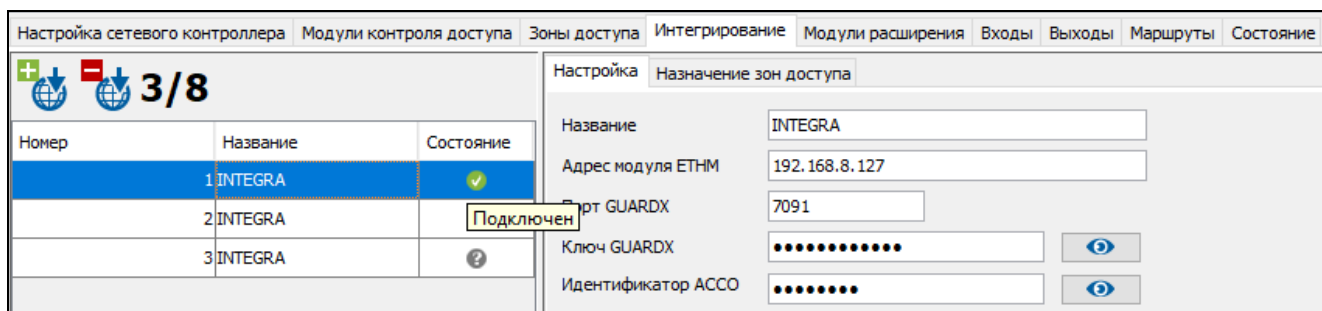 Настройка сетевого контроллера Модули контроля доступа Зоны доступа Интегрирование Модули расширения Входы Выходы Маршруты Состояние
3/8
Номер Название Состояние
1 INTEGRA
2 INTEGRA
Подключен
3 INTEGRA
Настройка Назначение зон доступа
Название INTEGRA
Адрес модуля ETHM 192.168.8.127
Порт GUARDX 7091
Ключ GUARDX ••••••••••••
Идентификатор ACCO ••••••••